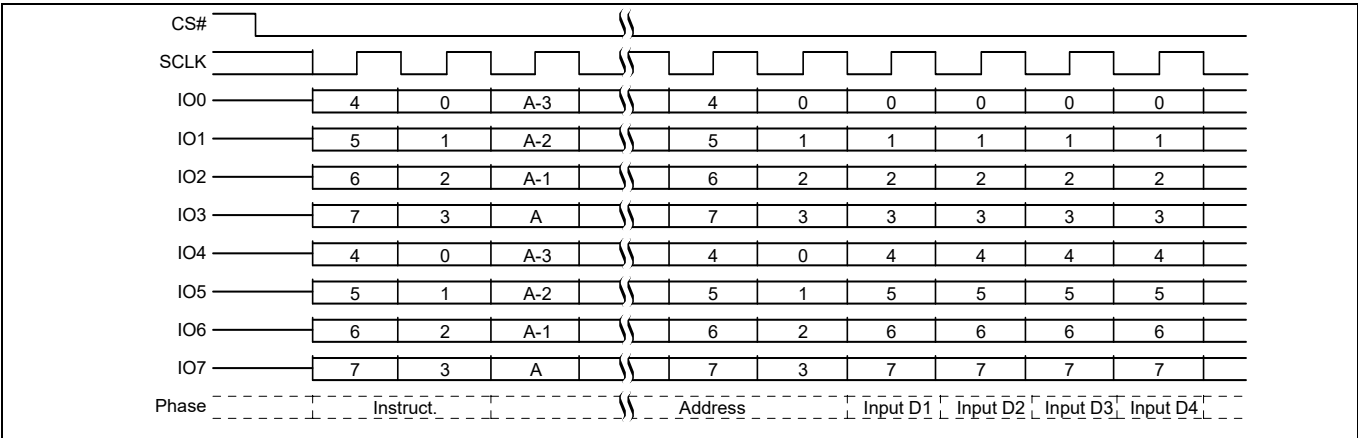 CS#
SCLK
IO0 4 0 A-3 4 0 0 0 0 0
IO1 5 1 A-2 5 1 1 1 1 1
IO2 6 2 A-1 6 2 2 2 2 2
IO3 7 3 A 7 3 3 3 3 3
IO4 4 0 A-3 4 0 4 4 4 4
IO5 5 1 A-2 5 1 5 5 5 5
IO6 6 2 A-1 6 2 6 6 6 6
IO7 7 3 A 7 3 7 7 7 7
Phase Instruct. Address Input D1 Input D2 Input D3 Input D4